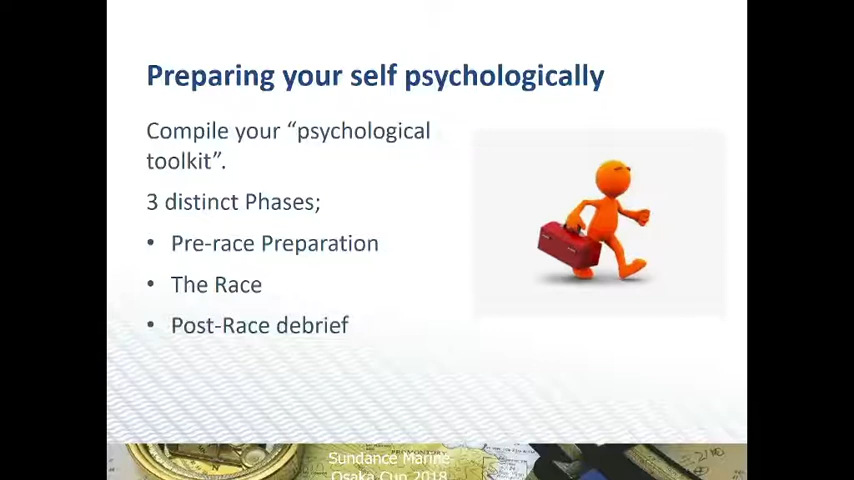 Preparing your self psychologically
Compile your “psychological
toolkit”.
3 distinct Phases;
• Pre-race Preparation
• The Race
• Post-Race debrief
Sundance Marine
Osaka Cup 2018